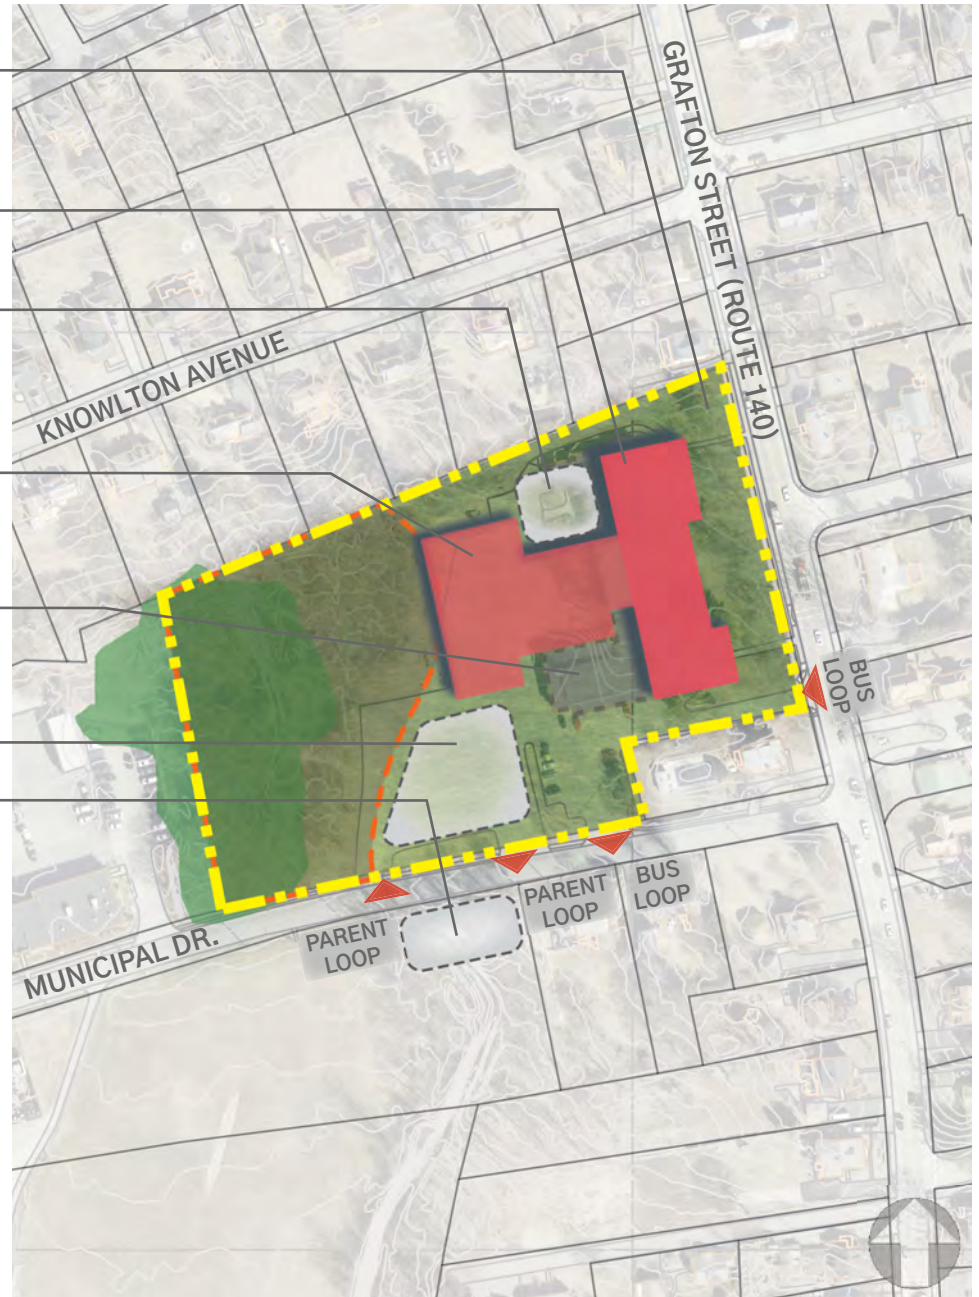 GRAFTON STREET (ROUTE 140)
KNOWLTON AVENUE
BUS
LOOP
BUS
LOOP
PARENT
LOOP
PARENT
LOOP
MUNICIPAL DR.